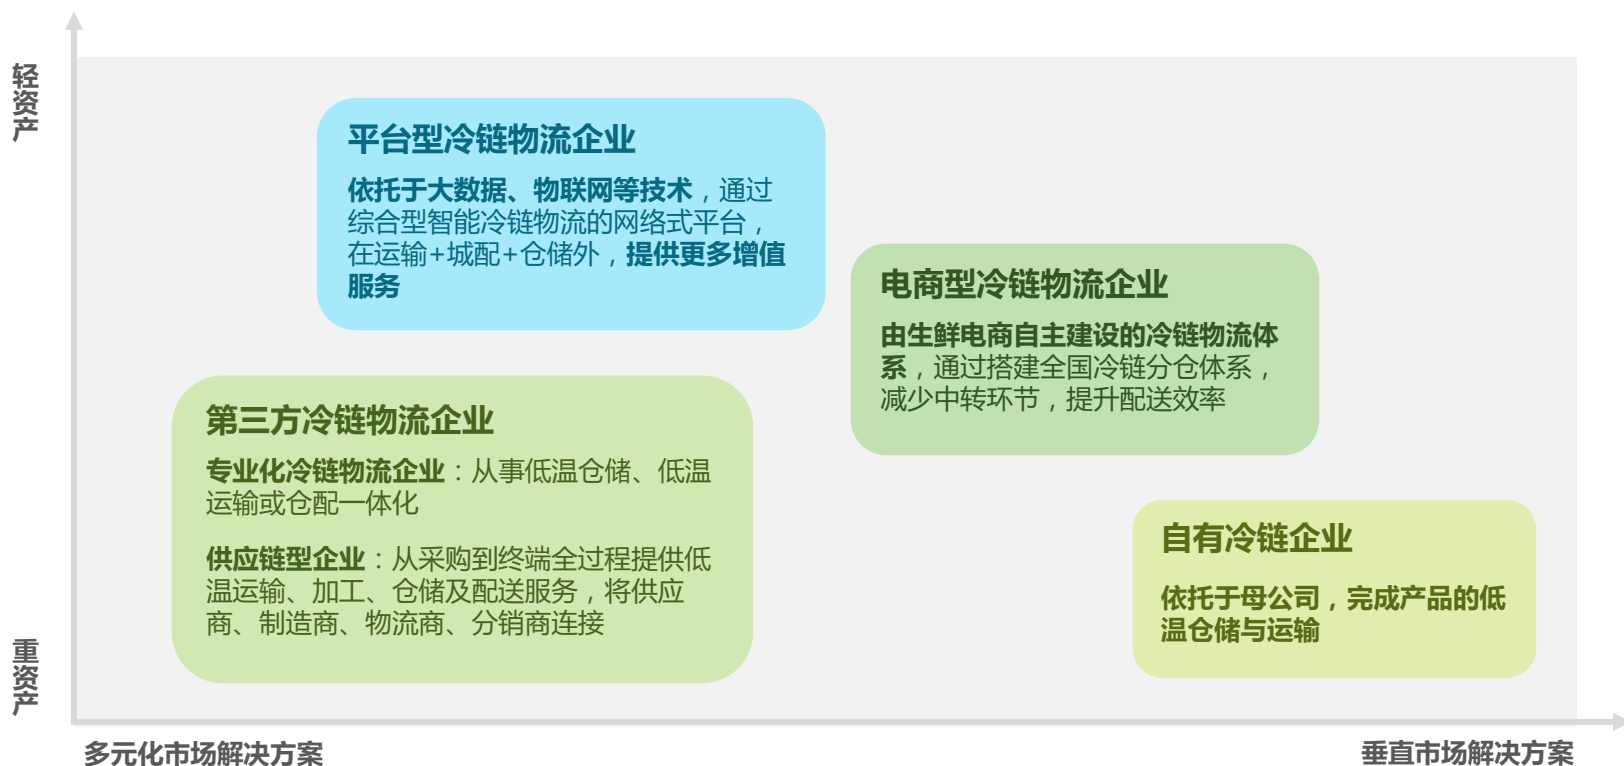 轻资产
平台型冷链物流企业
依托于大数据、物联网等技术，通过
综合型智能冷链物流的网络式平台，
在运输+城配+仓储外，提供更多增值
服务
电商型冷链物流企业
由生鲜电商自主建设的冷链物流体
系，通过搭建全国冷链分仓体系，
减少中转环节，提升配送效率
第三方冷链物流企业
专业化冷链物流企业：从事低温仓储、低温
运输或仓配一体化
供应链型企业：从采购到终端全过程提供低
温运输、加工、仓储及配送服务，将供应
商、制造商、物流商、分销商连接
自有冷链企业
依托于母公司，完成产品的低
温仓储与运输
重资产
多元化市场解决方案
垂直市场解决方案